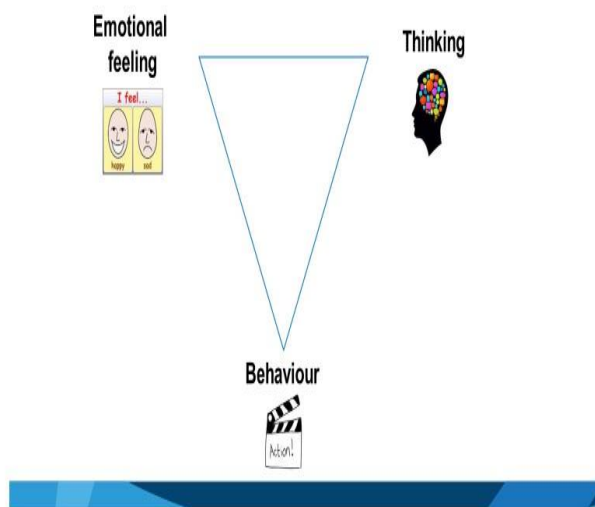 Emotional
feeling
Thinking
I feel...
happy
sad
Behaviour
Action!